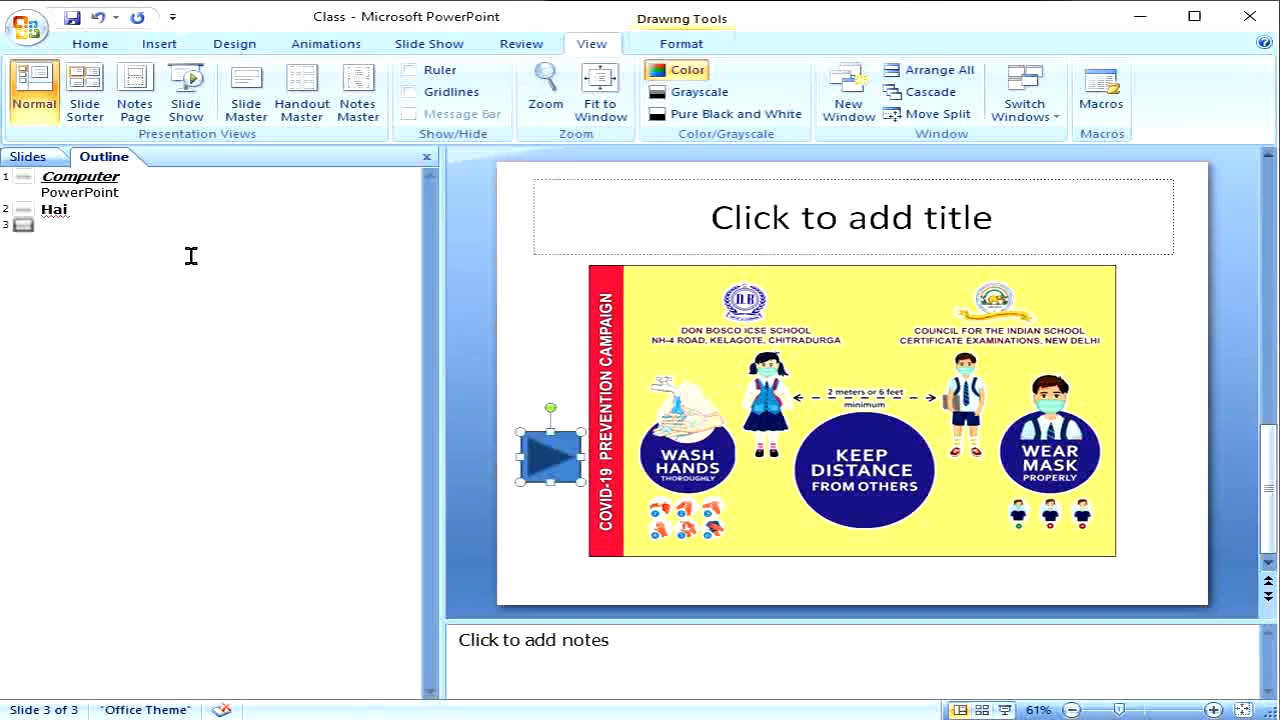 Class - Microsoft PowerPoint
Drawing Tools
Home Insert Design Animations Slide Show Review View Format
Normal
Slide Sorter
Notes Page
Slide Show
Slide Master
Handout Master
Notes Master
Presentation Views
Ruler
Gridlines
Message Bar
Show/Hide
Zoom
Fit to Window
Zoom
Color
Grayscale
Pure Black and White
Color/Grayscale
New Window
Arrange All
Cascade
Move Split
Switch Windows
Window
Macros
Macros
Slides Outline
1 Computer
PowerPoint
2 Hai
3
Click to add title
COVID-19 PREVENTION CAMPAIGN
DON BOSCO ICSE SCHOOL
NH-4 ROAD, KELAGOTE, CHITRADURGA
COUNCIL FOR THE INDIAN SCHOOL
CERTIFICATE EXAMINATIONS, NEW DELHI
2 meters or 6 feet
minimum
WASH
HANDS
THOROUGHLY
KEEP
DISTANCE
FROM OTHERS
WEAR
MASK
PROPERLY
Click to add notes
Slide 3 of 3 "Office Theme" 61%